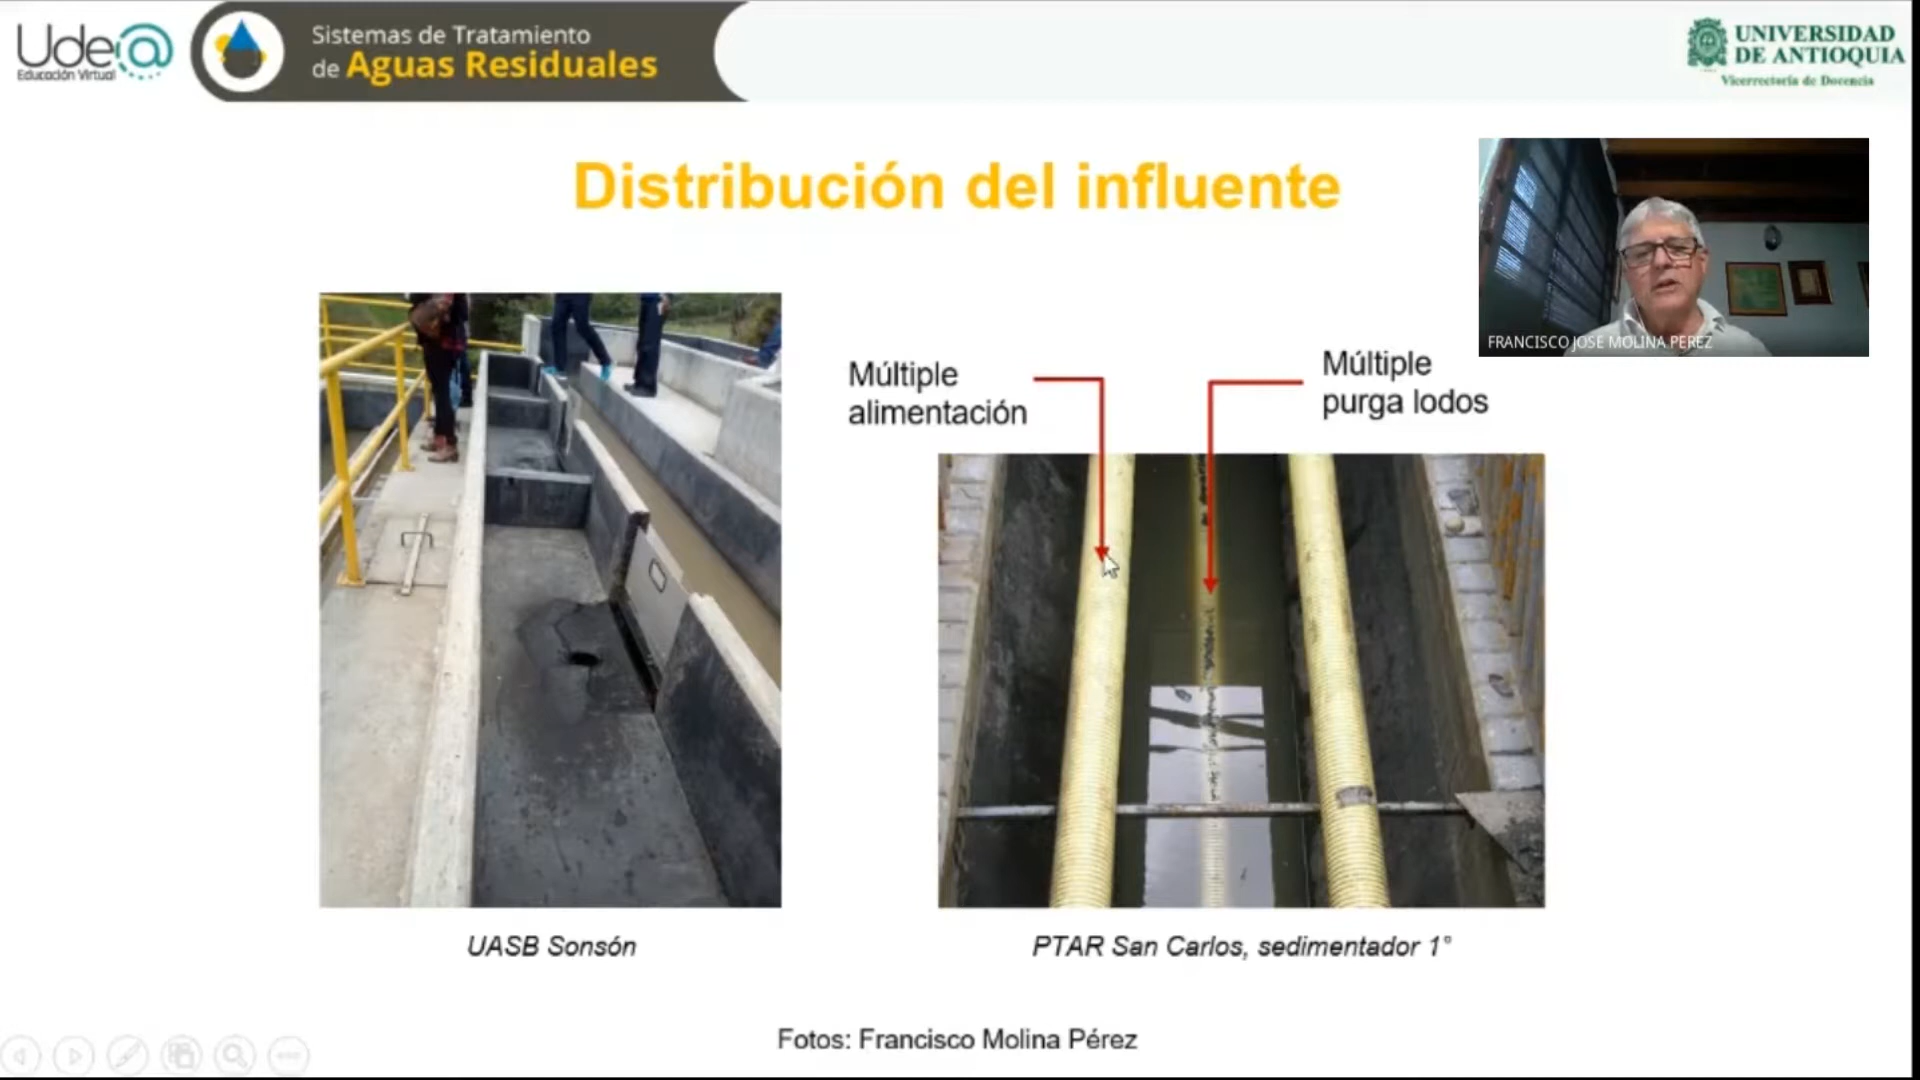 Ude@
Educación Virtual
Sistemas de Tratamiento
de Aguas Residuales
UNIVERSIDAD
DE ANTIOQUIA
Vicerrectoría de Docencia
Distribución del influente
FRANCISCO JOSE MOLINA PEREZ
Múltiple
alimentación
Múltiple
purga lodos
UASB Sonsón
PTAR San Carlos, sedimentador 1°
Fotos: Francisco Molina Pérez